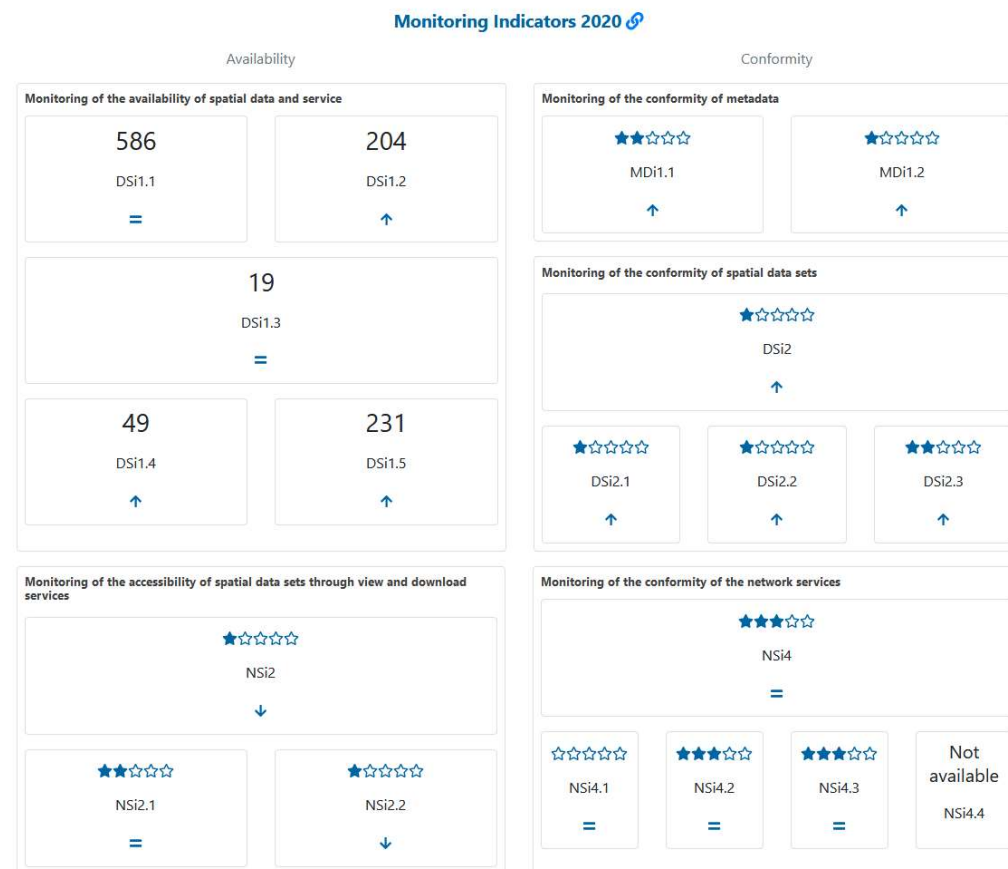 Monitoring Indicators 2020
Availability
Conformity
Monitoring of the availability of spatial data and service
586
DSi1.1
=
204
DSi1.2
↑
19
DSi1.3
=
49
DSi1.4
↑
231
DSi1.5
↑
Monitoring of the conformity of metadata
★★☆☆☆
MDi1.1
↑
★☆☆☆☆
MDi1.2
↑
Monitoring of the conformity of spatial data sets
★☆☆☆☆
DSi2
↑
★☆☆☆☆
DSi2.1
↑
★☆☆☆☆
DSi2.2
↑
★★☆☆☆
DSi2.3
↑
Monitoring of the accessibility of spatial data sets through view and download
services
★☆☆☆☆
NSi2
↓
★★☆☆☆
NSi2.1
=
★☆☆☆☆
NSi2.2
↓
Monitoring of the conformity of the network services
★★★☆☆
NSi4
=
☆☆☆☆☆
NSi4.1
=
★★★☆☆
NSi4.2
=
★★★☆☆
NSi4.3
=
Not
available
NSi4.4